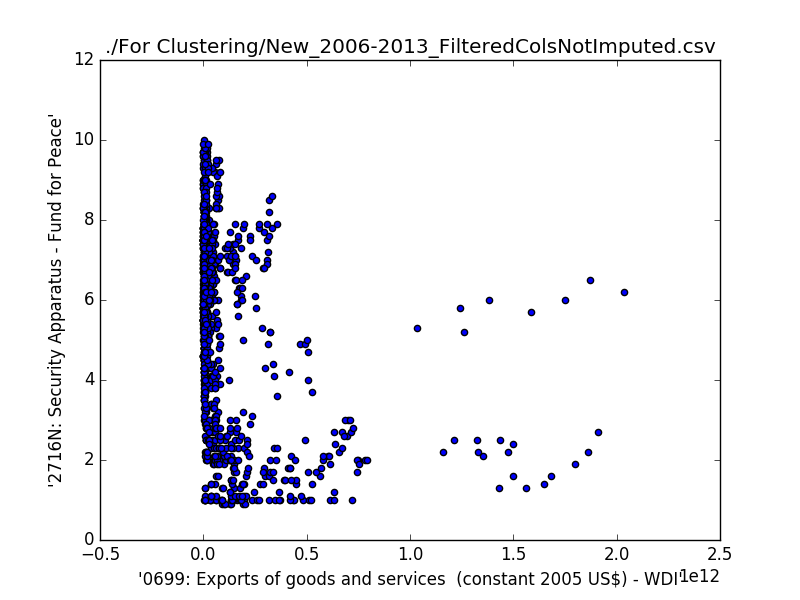 ./For Clustering/New_2006-2013_FilteredColsNotImputed.csv
12
10
8
6
4
2
0
'2716N: Security Apparatus - Fund for Peace'
−0.5 0.0 0.5 1.0 1.5 2.0 2.5
1e12
'0699: Exports of goods and services (constant 2005 US$) - WDI'